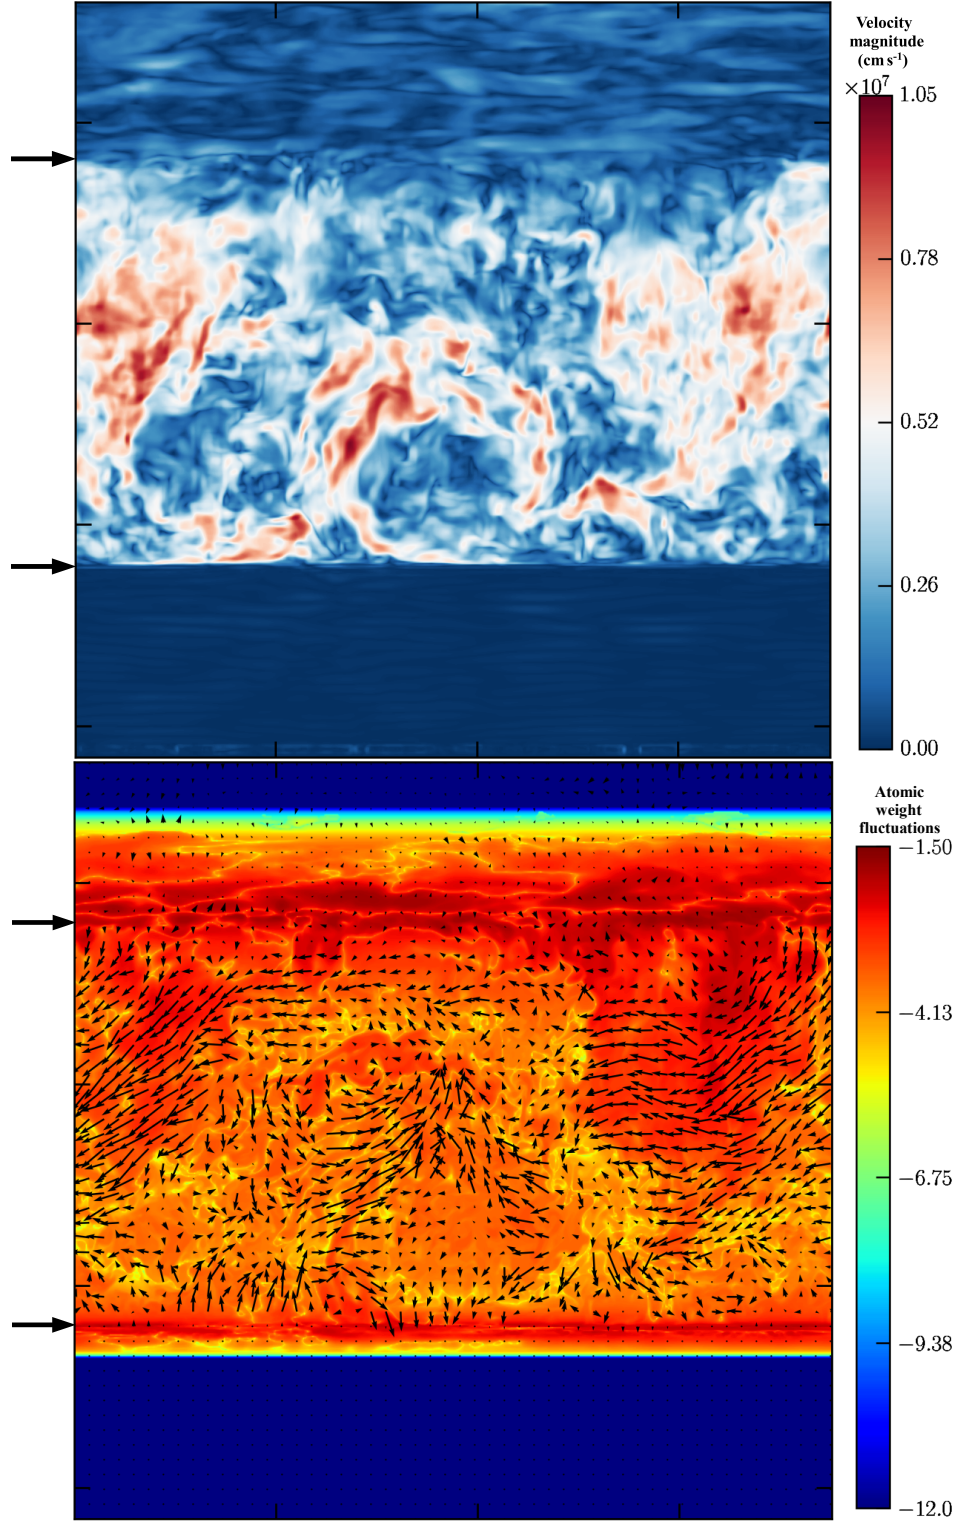 Velocity
magnitude
(cm s⁻¹)
×10⁷
1.05
0.78
0.52
0.26
0.00
Atomic
weight
fluctuations
−1.50
−4.13
−6.75
−9.38
−12.0